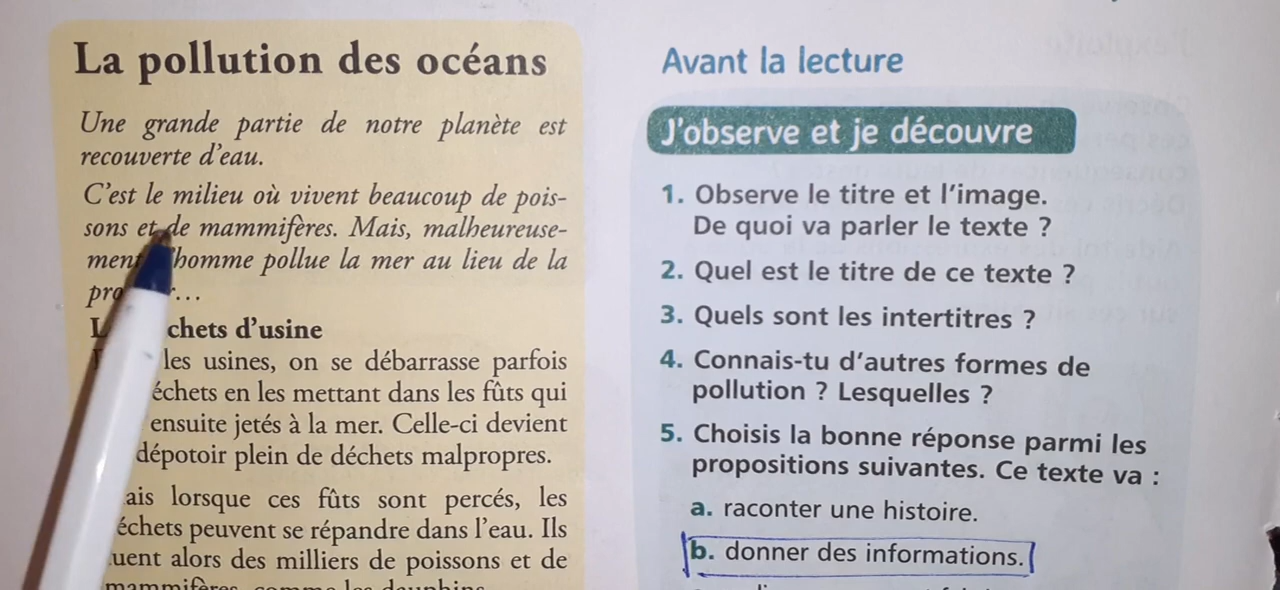 La pollution des océans
Une grande partie de notre planète est
recouverte d'eau.
C'est le milieu où vivent beaucoup de pois-
sons et de mammifères. Mais, malheureuse-
ment l'homme pollue la mer au lieu de la
chets d'usine
les usines, on se débarrasse parfois
échets en les mettant dans les fûts qui
ensuite jetés à la mer. Celle-ci devient
dépotoir plein de déchets malpropres.
ais lorsque ces fûts sont percés, les
échets peuvent se répandre dans l'eau. Ils
uent alors des milliers de poissons et de
mammifères, comme les dauphins
Avant la lecture
J'observe et je découvre
1. Observe le titre et l'image.
De quoi va parler le texte ?
2. Quel est le titre de ce texte ?
3. Quels sont les intertitres ?
4. Connais-tu d'autres formes de
pollution ? Lesquelles ?
5. Choisis la bonne réponse parmi les
propositions suivantes. Ce texte va :
a. raconter une histoire.
b. donner des informations.